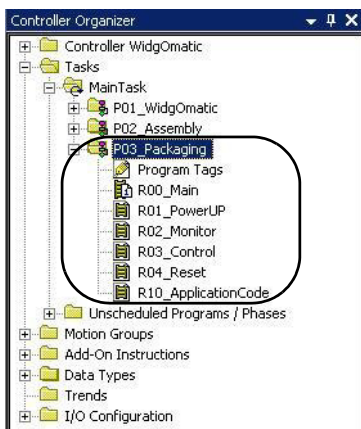 Controller Organizer
Controller WidgOmatic
Tasks
MainTask
P01_WidgOmatic
P02_Assembly
P03_Packaging
Program Tags
R00_Main
R01_PowerUP
R02_Monitor
R03_Control
R04_Reset
R10_ApplicationCode
Unscheduled Programs / Phases
Motion Groups
Add-On Instructions
Data Types
Trends
I/O Configuration